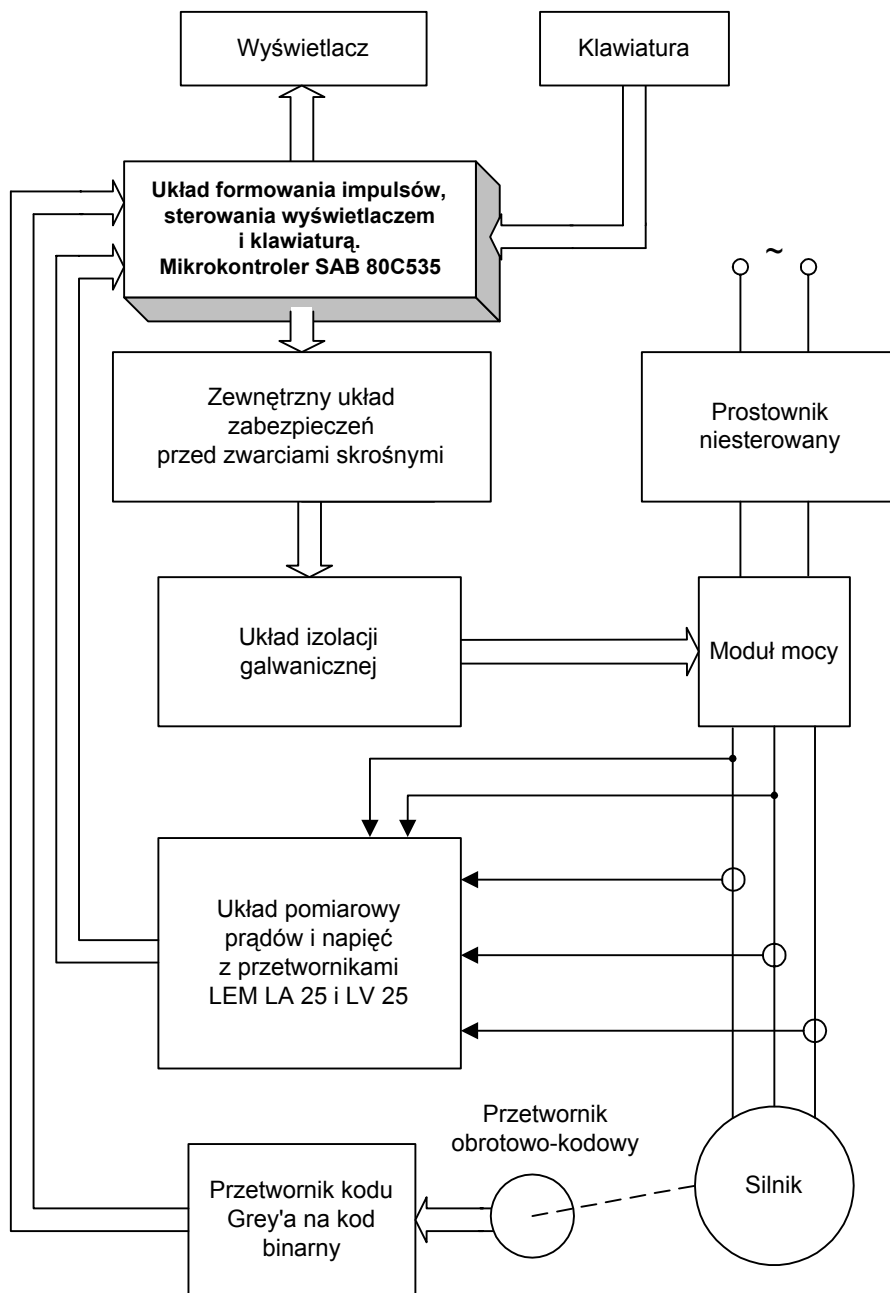 Wyświetlacz
Klawiatura
Układ formowania impulsów,
sterowania wyświetlaczem
i klawiaturą.
Mikrokontroler SAB 80C535
~
Zewnętrzny układ
zabezpieczeń
przed zwarciami skrośnymi
Prostownik
niesterowany
Układ izolacji
galwanicznej
Moduł mocy
Układ pomiarowy
prądów i napięć
z przetwornikami
LEM LA 25 i LV 25
Przetwornik
obrotowo-kodowy
Silnik
Przetwornik kodu
Grey'a na kod
binarny